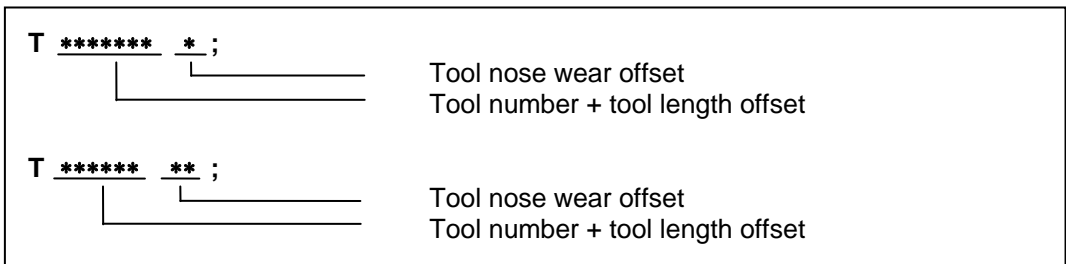 T ******* * ;
Tool nose wear offset
Tool number + tool length offset
T ****** ** ;
Tool nose wear offset
Tool number + tool length offset